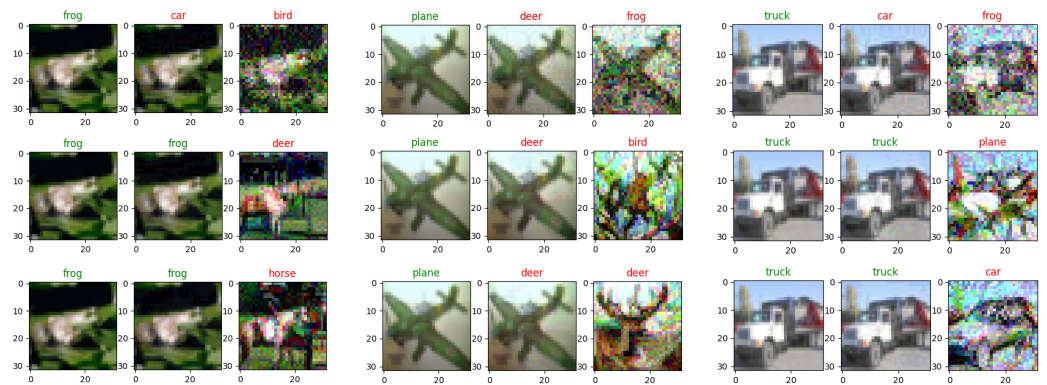 frog car bird plane deer frog truck car frog
0 0 0 0 0 0 0 0 0
10 10 10 10 10 10 10 10 10
20 20 20 20 20 20 20 20 20
30 30 30 30 30 30 30 30 30
0 20 0 20 0 20 0 20 0 20 0 20 0 20 0 20 0 20
frog frog deer plane deer bird truck truck plane
0 0 0 0 0 0 0 0 0
10 10 10 10 10 10 10 10 10
20 20 20 20 20 20 20 20 20
30 30 30 30 30 30 30 30 30
0 20 0 20 0 20 0 20 0 20 0 20 0 20 0 20 0 20
frog frog horse plane deer deer truck truck car
0 0 0 0 0 0 0 0 0
10 10 10 10 10 10 10 10 10
20 20 20 20 20 20 20 20 20
30 30 30 30 30 30 30 30 30
0 20 0 20 0 20 0 20 0 20 0 20 0 20 0 20 0 20